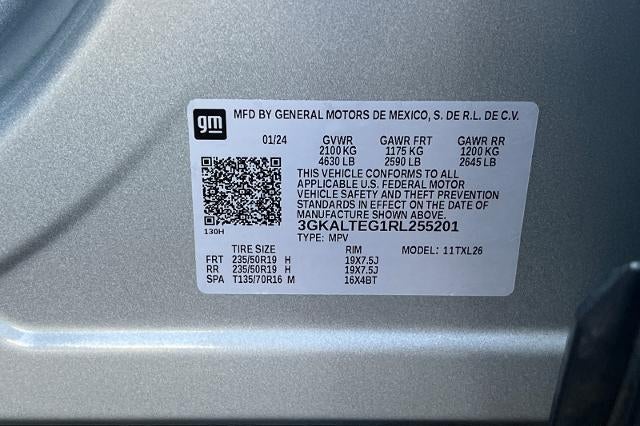 gm MFD BY GENERAL MOTORS DE MEXICO, S. DE R.L. DE C.V.
01/24 GVWR GAWR FRT GAWR RR
2100 KG 1175 KG 1200 KG
4630 LB 2590 LB 2645 LB
THIS VEHICLE CONFORMS TO ALL
APPLICABLE U.S. FEDERAL MOTOR
VEHICLE SAFETY AND THEFT PREVENTION
STANDARDS IN EFFECT ON THE DATE OF
MANUFACTURE SHOWN ABOVE.
130H 3GKALTEG1RL255201
TYPE: MPV MODEL: 11TXL26
TIRE SIZE RIM
FRT 235/50R19 H 19X7.5J
RR 235/50R19 H 19X7.5J
SPA T135/70R16 M 16X4BT